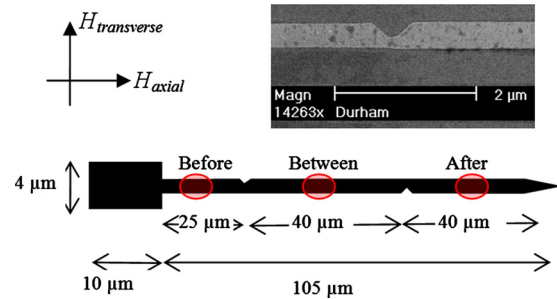 H_transverse
H_axial
Magn
2 µm
14263x Durham
Before Between After
4 µm
25 µm 40 µm 40 µm
10 µm
105 µm